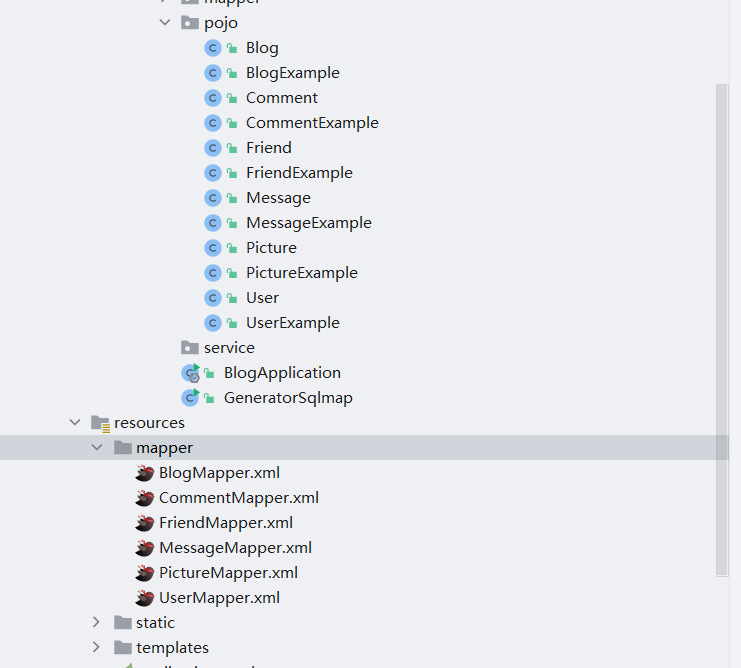 mapper
pojo
Blog
BlogExample
Comment
CommentExample
Friend
FriendExample
Message
MessageExample
Picture
PictureExample
User
UserExample
service
BlogApplication
GeneratorSqlmap
resources
mapper
BlogMapper.xml
CommentMapper.xml
FriendMapper.xml
MessageMapper.xml
PictureMapper.xml
UserMapper.xml
static
templates